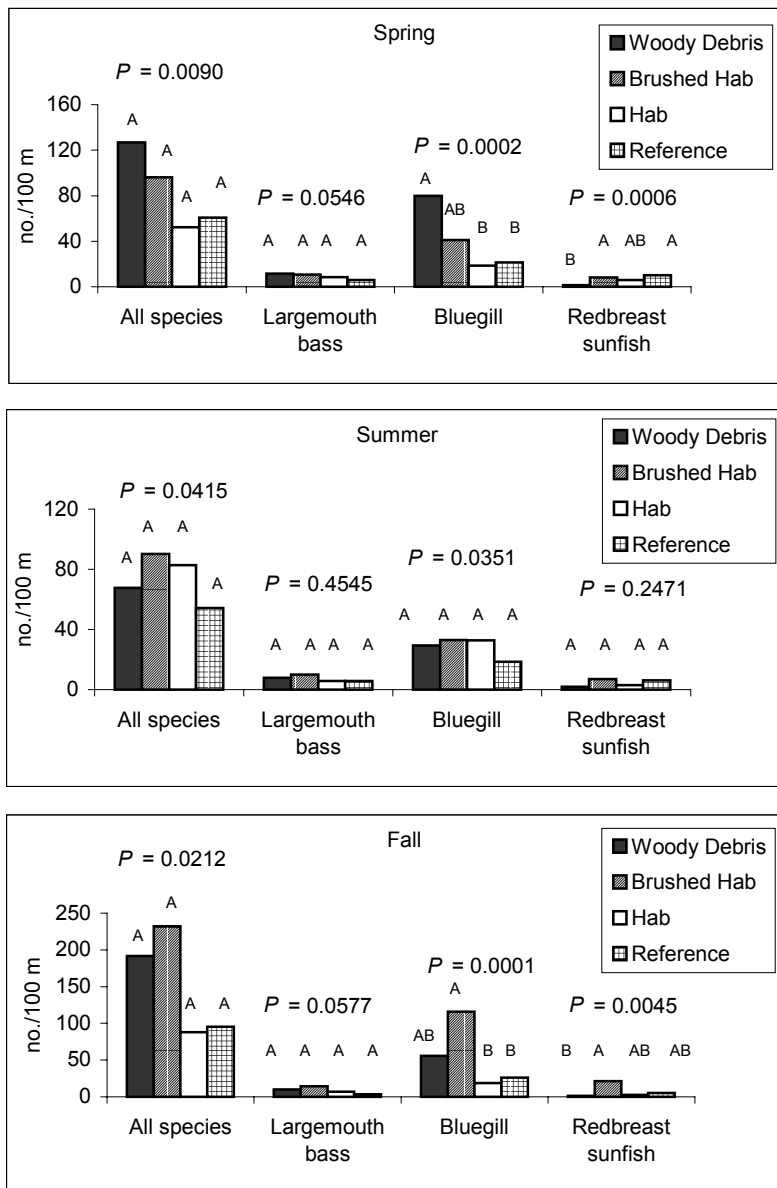 Spring
Woody Debris
Brushed Hab
Hab
Reference
P = 0.0090
P = 0.0546
P = 0.0002
P = 0.0006
no./100 m
160
120
80
40
0
A A A A
A A A A
A AB B B
B A AB A
All species
Largemouth
bass
Bluegill
Redbreast
sunfish
Summer
Woody Debris
Brushed Hab
Hab
Reference
P = 0.0415
P = 0.4545
P = 0.0351
P = 0.2471
no./100 m
120
80
40
0
A A A A
A A A A
A A A A
A A A A
All species
Largemouth
bass
Bluegill
Redbreast
sunfish
Fall
Woody Debris
Brushed Hab
Hab
Reference
P = 0.0212
P = 0.0577
P = 0.0001
P = 0.0045
no./100 m
250
200
150
100
50
0
A A A A
A A A A
AB A B B
B A AB AB
All species
Largemouth
bass
Bluegill
Redbreast
sunfish